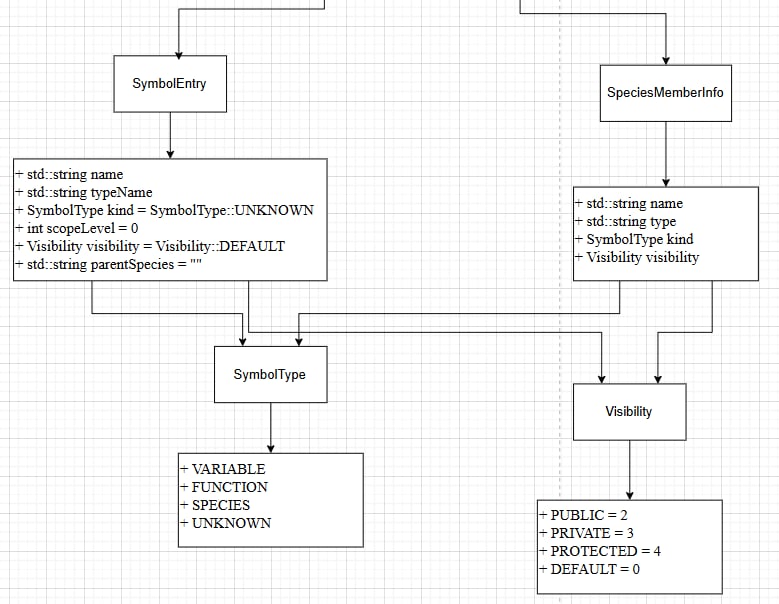 SymbolEntry
SpeciesMemberInfo
+ std::string name
+ std::string typeName
+ SymbolType kind = SymbolType::UNKNOWN
+ int scopeLevel = 0
+ Visibility visibility = Visibility::DEFAULT
+ std::string parentSpecies = ""
+ std::string name
+ std::string type
+ SymbolType kind
+ Visibility visibility
SymbolType
Visibility
+ VARIABLE
+ FUNCTION
+ SPECIES
+ UNKNOWN
+ PUBLIC = 2
+ PRIVATE = 3
+ PROTECTED = 4
+ DEFAULT = 0